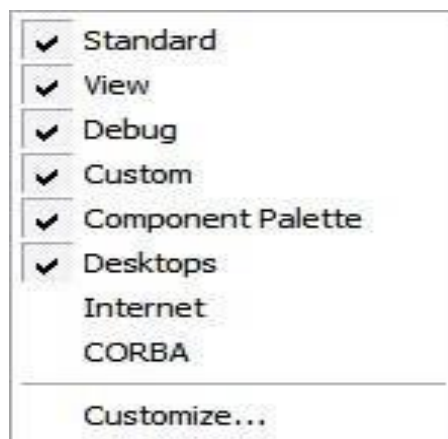 Standard
View
Debug
Custom
Component Palette
Desktops
Internet
CORBA
Customize...